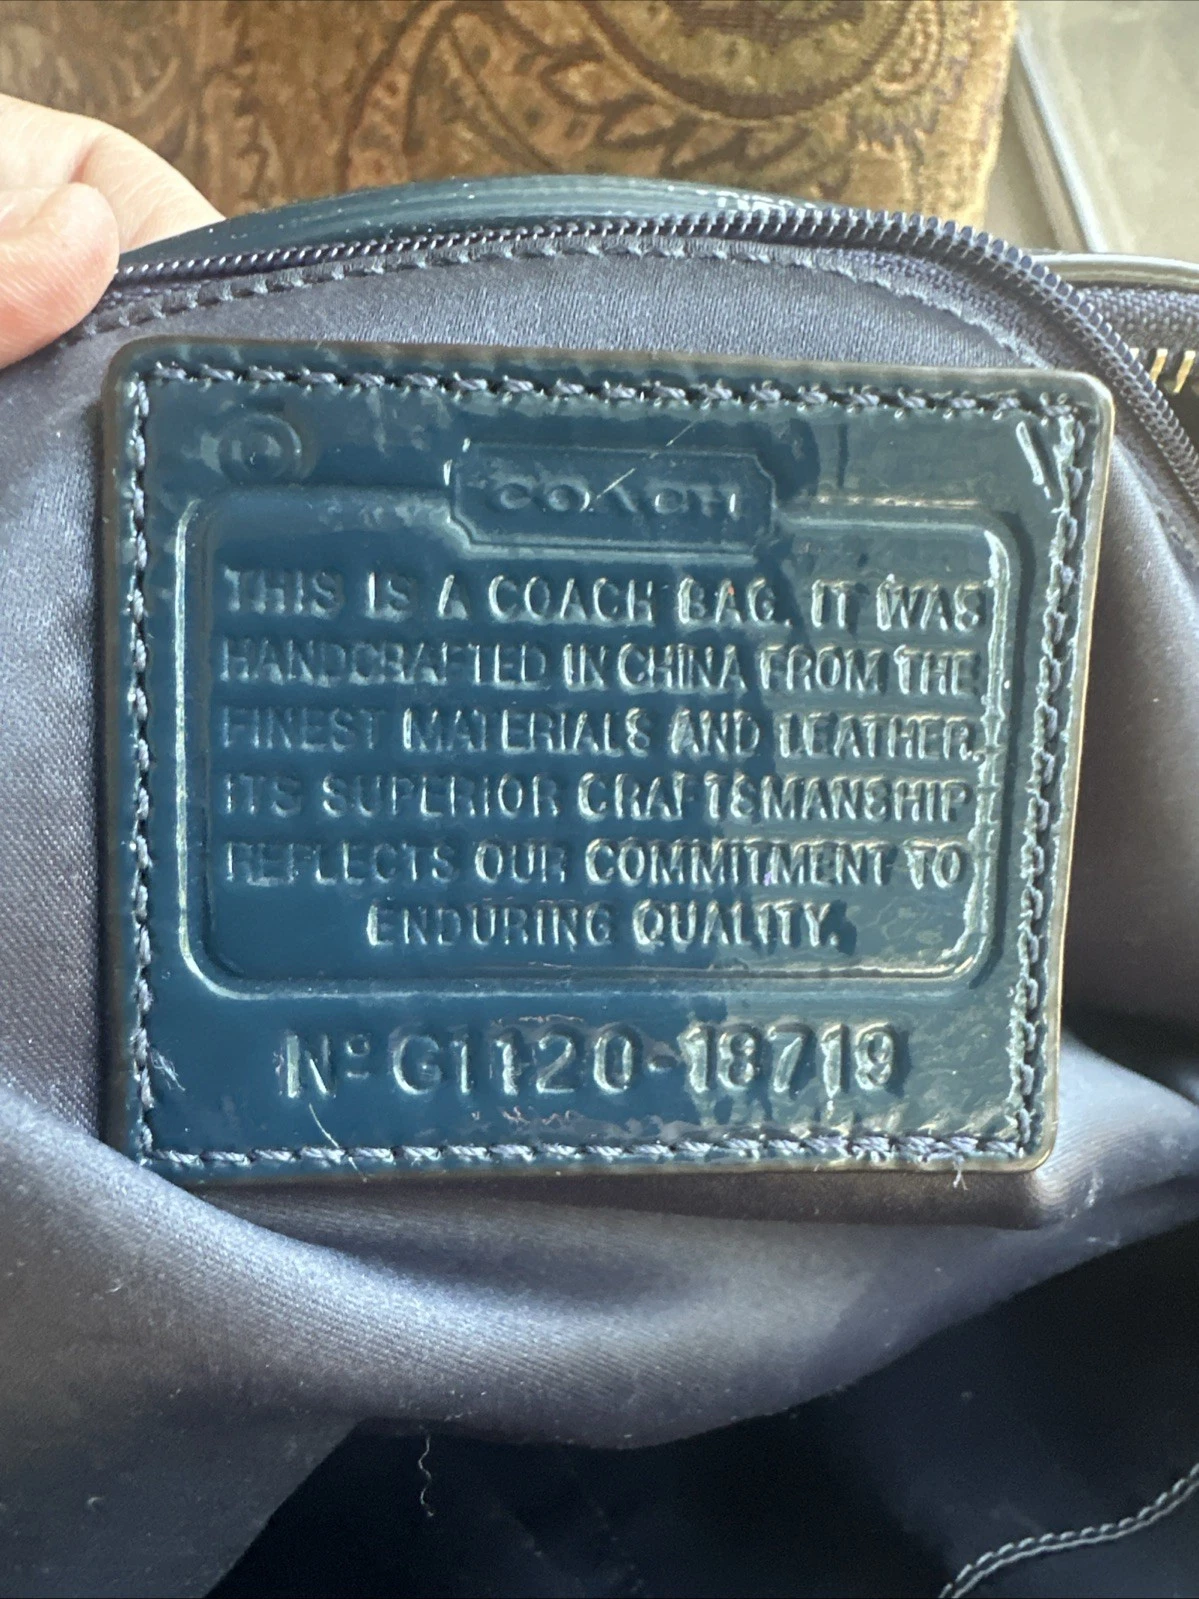 ©
COACH
THIS IS A COACH BAG. IT WAS
HANDCRAFTED IN CHINA FROM THE
FINEST MATERIALS AND LEATHER.
ITS SUPERIOR CRAFTSMANSHIP
REFLECTS OUR COMMITMENT TO
ENDURING QUALITY.
Nº G1120-18719